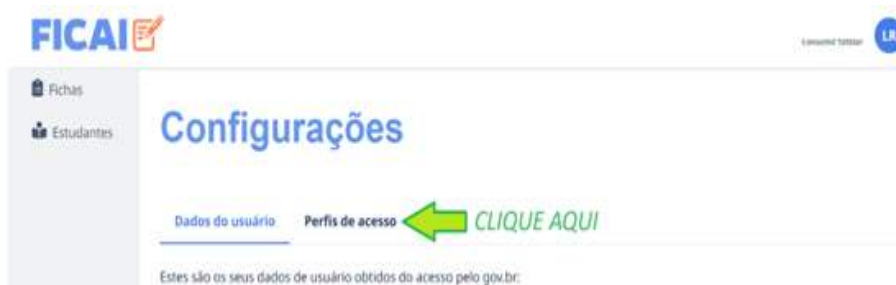 FICAI
LR
Fichas
Estudantes
Configurações
Dados do usuário Perfis de acesso CLIQUE AQUI
Estes são os seus dados de usuário obtidos do acesso pelo gov.br: